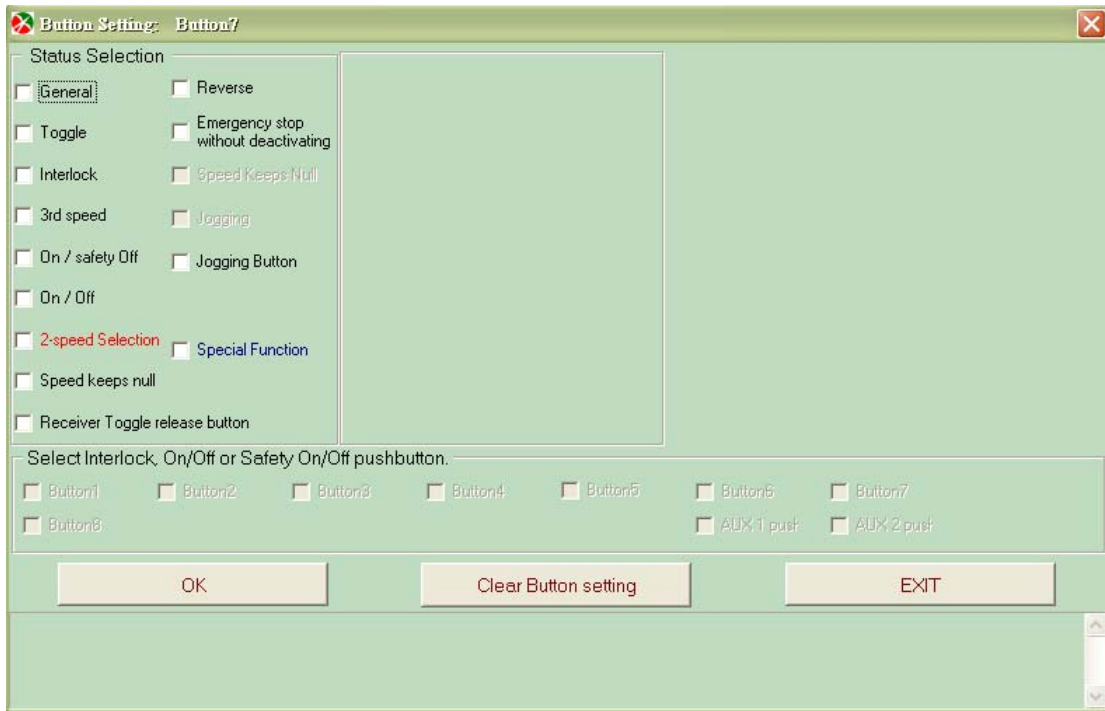 Button Setting: Button7
Status Selection
General
Reverse
Toggle
Emergency stop
without deactivating
Interlock
Speed Keeps Null
3rd speed
Jogging
On / safety Off
Jogging Button
On / Off
2-speed Selection
Special Function
Speed keeps null
Receiver Toggle release button
Select Interlock, On/Off or Safety On/Off pushbutton.
Button1 Button2 Button3 Button4 Button5 Button6 Button7
Button8 AUX 1 push AUX 2 push
OK Clear Button setting EXIT